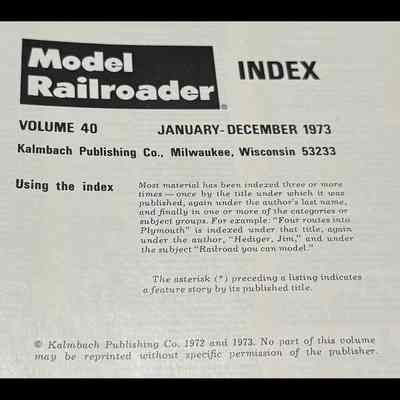 Model
Railroader®
INDEX
VOLUME 40 JANUARY-DECEMBER 1973
Kalmbach Publishing Co., Milwaukee, Wisconsin 53233
Using the index
Most material has been indexed three or more
times — once by the title under which it was
published, again under the author's last name,
and finally in one or more of the categories or
subject groups. For example: "Four routes into
Plymouth" is indexed under that title, again
under the author, "Hediger, Jim," and under
the subject "Railroad you can model."
The asterisk (*) preceding a listing indicates
a feature story by its published title.
© Kalmbach Publishing Co. 1972 and 1973. No part of this volume
may be reprinted without specific permission of the publisher.